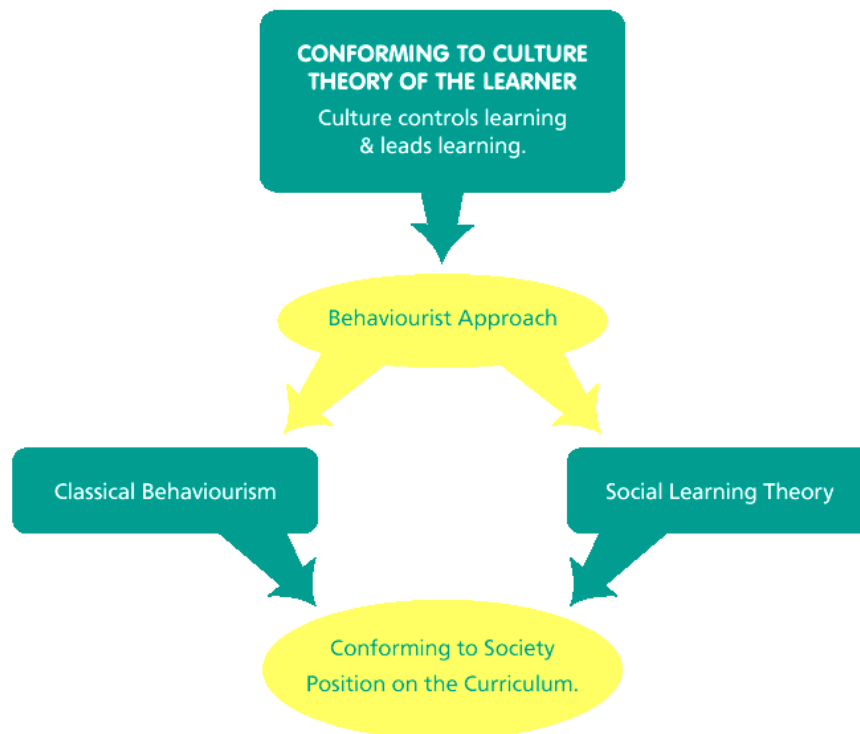 CONFORMING TO CULTURE
THEORY OF THE LEARNER
Culture controls learning
& leads learning.
Behaviourist Approach
Classical Behaviourism
Social Learning Theory
Conforming to Society
Position on the Curriculum.